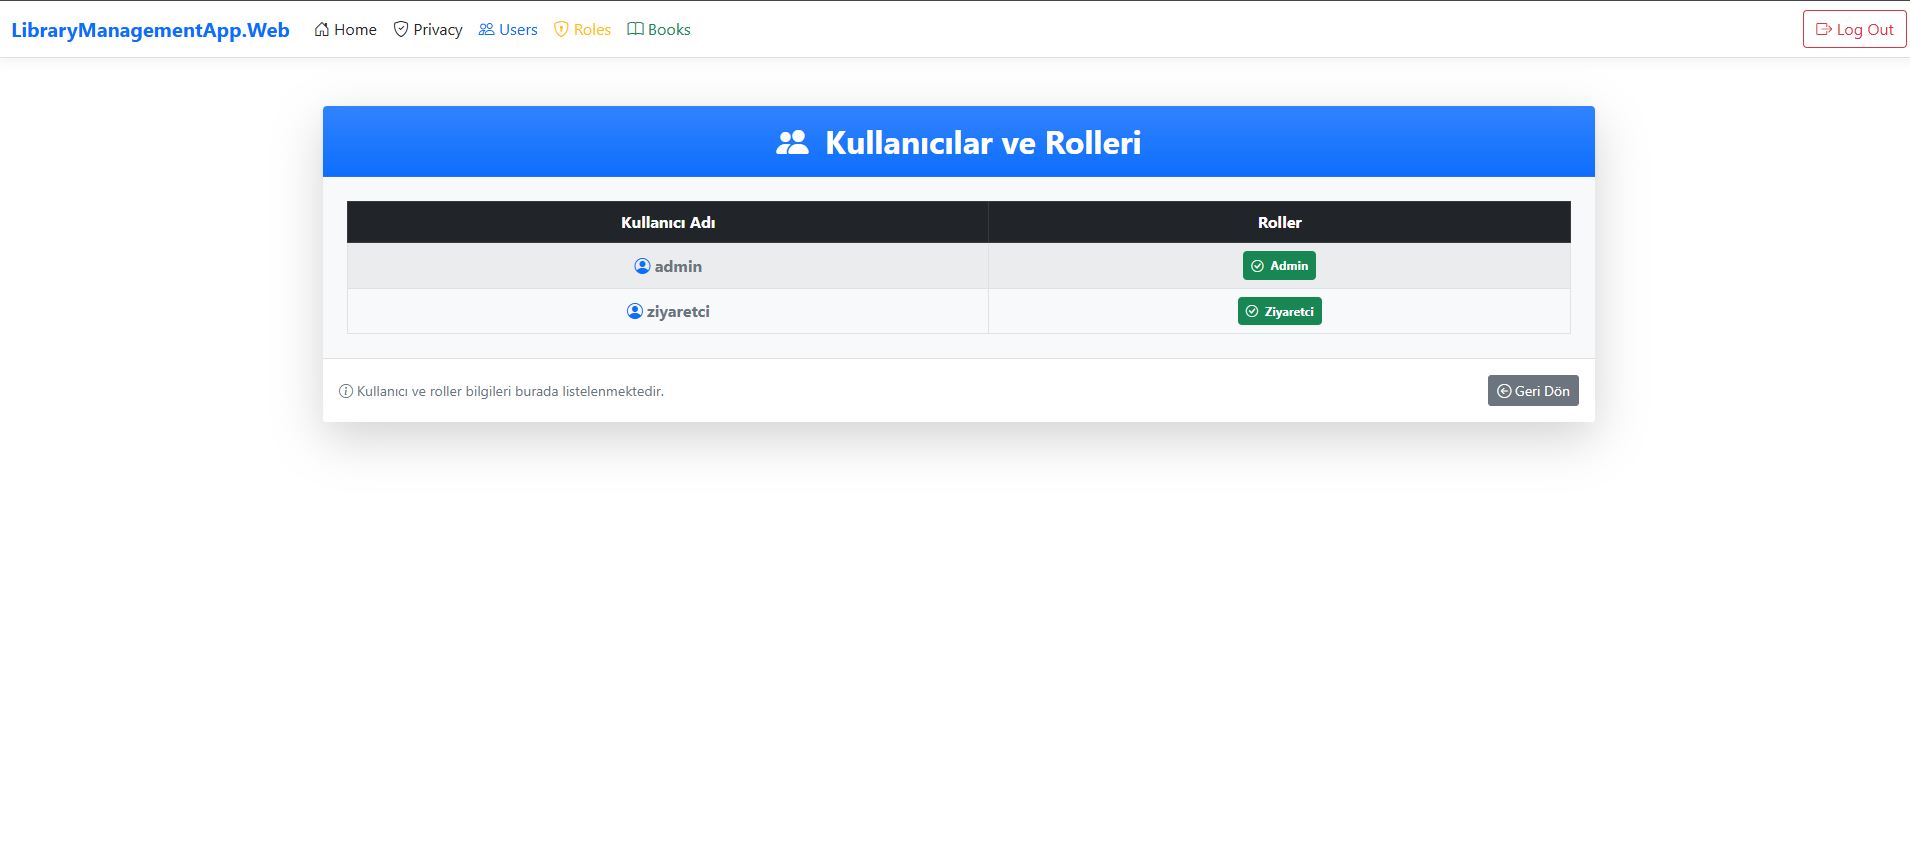 LibraryManagementApp.Web Home Privacy Users Roles Books Log Out
Kullanıcılar ve Rolleri
Kullanıcı Adı Roller
admin Admin
ziyaretci Ziyaretci
Kullanıcı ve roller bilgileri burada listelenmektedir. Geri Dön